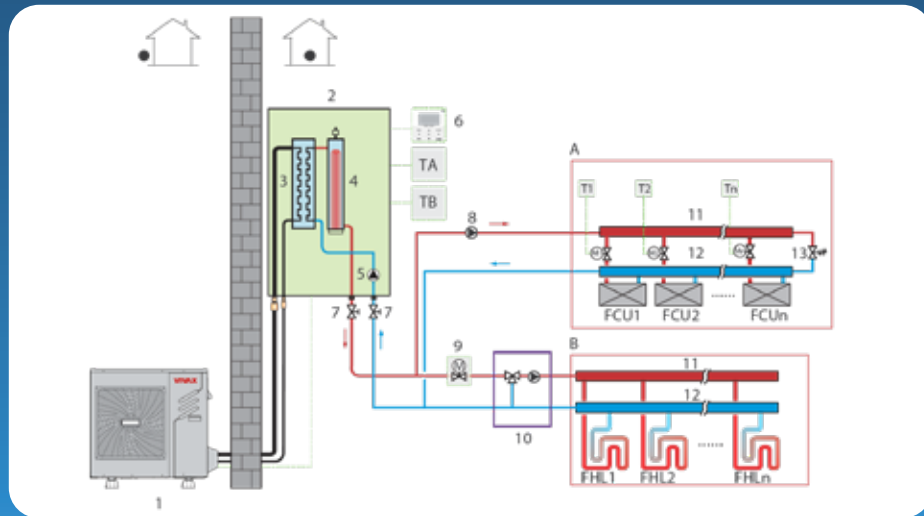 2
A
6
TA
T1
T2
Tn
3
4
11
8
TB
12
13
5
FCU1
FCU2
......
FCUn
7
7
B
9
11
VIVAX
12
10
......
FHL1
FHL2
FHLn
1